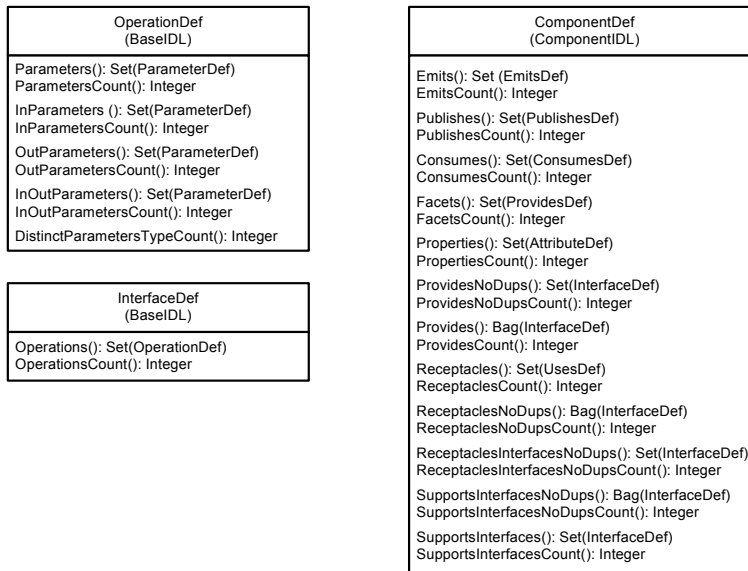 OperationDef
(BaseIDL)
Parameters(): Set(ParameterDef)
ParametersCount(): Integer
InParameters (): Set(ParameterDef)
InParametersCount(): Integer
OutParameters(): Set(ParameterDef)
OutParametersCount(): Integer
InOutParameters(): Set(ParameterDef)
InOutParametersCount(): Integer
DistinctParametersTypeCount(): Integer
InterfaceDef
(BaseIDL)
Operations(): Set(OperationDef)
OperationsCount(): Integer
ComponentDef
(ComponentIDL)
Emits(): Set (EmitsDef)
EmitsCount(): Integer
Publishes(): Set(PublishesDef)
PublishesCount(): Integer
Consumes(): Set(ConsumesDef)
ConsumesCount(): Integer
Facets(): Set(ProvidesDef)
FacetsCount(): Integer
Properties(): Set(AttributeDef)
PropertiesCount(): Integer
ProvidesNoDups(): Set(InterfaceDef)
ProvidesNoDupsCount(): Integer
Provides(): Bag(InterfaceDef)
ProvidesCount(): Integer
Receptacles(): Set(UsesDef)
ReceptaclesCount(): Integer
ReceptaclesNoDups(): Bag(InterfaceDef)
ReceptaclesNoDupsCount(): Integer
ReceptaclesInterfacesNoDups(): Set(InterfaceDef)
ReceptaclesInterfacesNoDupsCount(): Integer
SupportsInterfacesNoDups(): Bag(InterfaceDef)
SupportsInterfacesNoDupsCount(): Integer
SupportsInterfaces(): Set(InterfaceDef)
SupportsInterfacesCount(): Integer